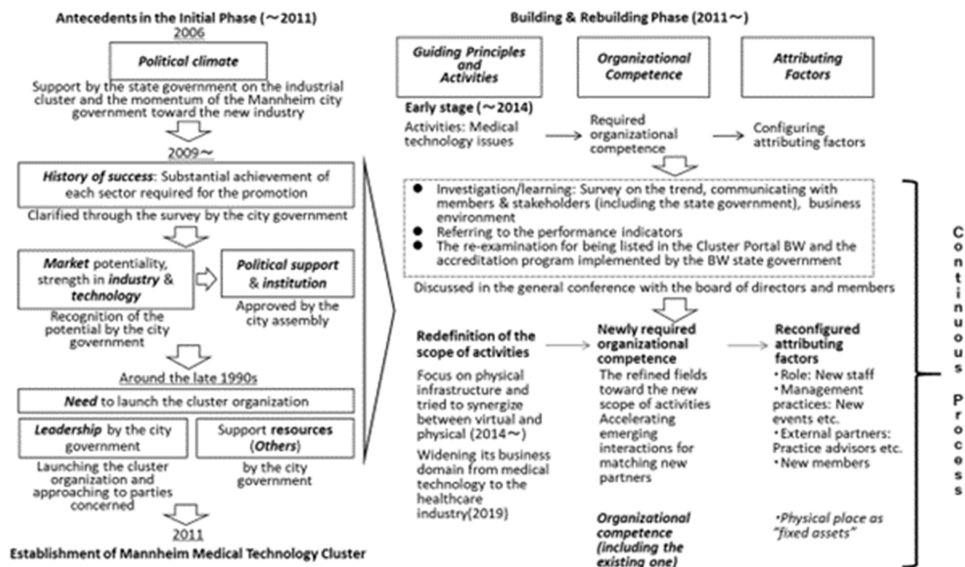 Antecedents in the Initial Phase (～2011)
2006
Political climate
Support by the state government on the industrial
cluster and the momentum of the Mannheim city
government toward the new industry
2009～
History of success: Substantial achievement of
each sector required for the promotion
Clarified through the survey by the city government
Market potentiality,
strength in industry &
technology
Recognition of the
potential by the city
government
Political support
& institution
Approved by the
city assembly
Around the late 1990s
Need to launch the cluster organization
Leadership by the city
government
Launching the cluster
organization and
approaching to parties
concerned
Support resources
(Others)
by the city
government
2011
Establishment of Mannheim Medical Technology Cluster
Building & Rebuilding Phase (2011～)
Guiding Principles
and
Activities
Organizational
Competence
Attributing
Factors
Early stage (～2014)
Activities: Medical
technology issues
Required
organizational
competence
Configuring
attributing factors
● Investigation/learning: Survey on the trend, communicating with
members & stakeholders (including the state government), business
environment
● Referring to the performance indicators
● The re-examination for being listed in the Cluster Portal BW and the
accreditation program implemented by the BW state government
Discussed in the general conference with the board of directors and members
Redefinition of the
scope of activities
Focus on physical
infrastructure and
tried to synergize
between virtual and
physical (2014～)
Widening its business
domain from medical
technology to the
healthcare
industry(2019)
Newly required
organizational
competence
The refined fields
toward the new
scope of activities
Accelerating
emerging
interactions for
matching new
partners
Organizational
competence
(including the
existing one)
Reconfigured
attributing
factors
・Role: New staff
・Management
practices: New
events etc.
・External partners:
Practice advisors etc.
・New members
・Physical place as
"fixed assets"
Continuous Process